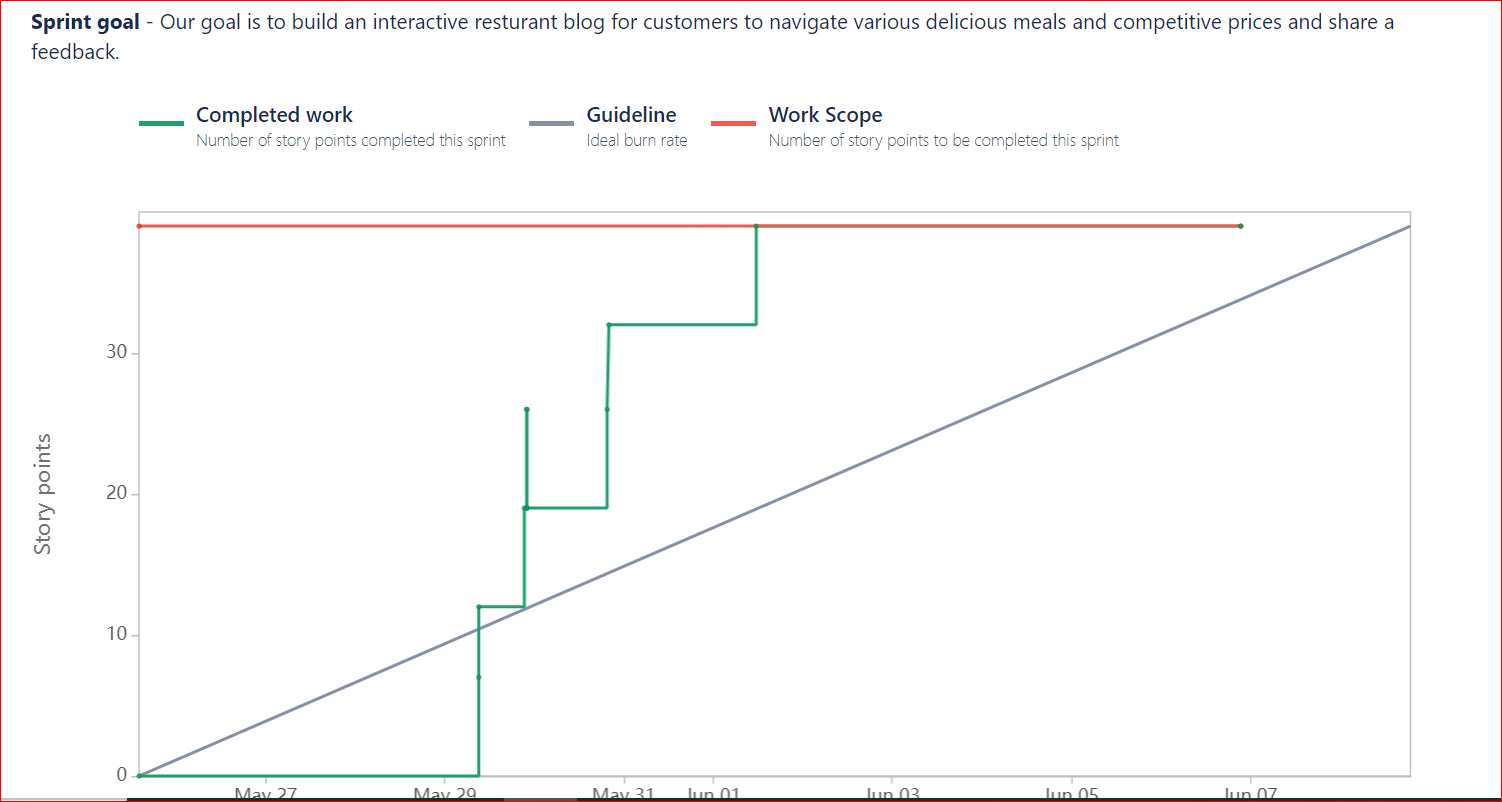 Sprint goal - Our goal is to build an interactive resturant blog for customers to navigate various delicious meals and competitive prices and share a
feedback.
Completed work Guideline Work Scope
Number of story points completed this sprint Ideal burn rate Number of story points to be completed this sprint
30
20
10
0
Story points
May 27 May 29 May 31 Jun 01 Jun 03 Jun 05 Jun 07